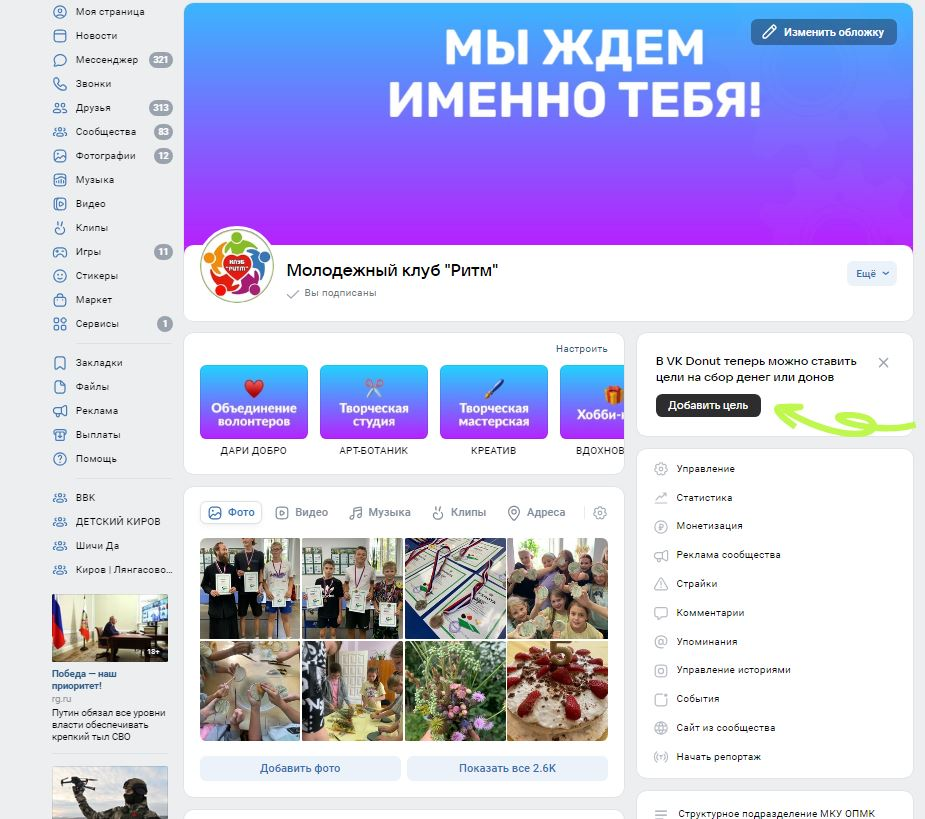 Моя страница
Новости
Мессенджер 321
Звонки
Друзья 313
Сообщества 83
Фотографии 12
Музыка
Видео
Клипы
Игры 11
Стикеры
Маркет
Сервисы 1
Закладки
Файлы
Реклама
Выплаты
Помощь
ВВК
ДЕТСКИЙ КИРОВ
Шичи Да
Киров | Лянгасово...
18+
Победа — наш
приоритет!
rg.ru
Путин обязал все уровни
власти обеспечивать
крепкий тыл СВО
МЫ ЖДЕМ
ИМЕННО ТЕБЯ!
Изменить обложку
КЛУБ
"РИТМ"
Молодежный клуб "Ритм"
Вы подписаны
Ещё
Настроить
Объединение
волонтеров
ДАРИ ДОБРО
Творческая
студия
АРТ-БОТАНИК
Творческая
мастерская
КРЕАТИВ
Хобби-к
ВДОХНОВ
Фото
Видео
Музыка
Клипы
Адреса
5
Добавить фото
Показать все 2.6K
В VK Donut теперь можно ставить
цели на сбор денег или донов
Добавить цель
Управление
Статистика
Монетизация
Реклама сообщества
Страйки
Комментарии
Упоминания
Управление историями
События
Сайт из сообщества
Начать репортаж
Структурное подразделение МКУ ОПМК